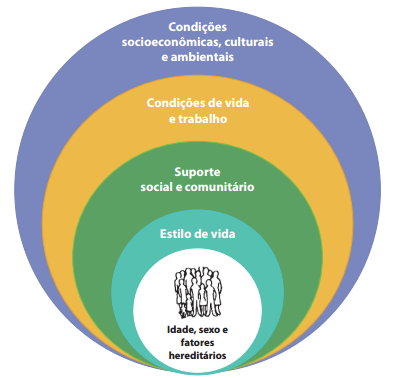 Condições
socioeconômicas, culturais
e ambientais
Condições de vida
e trabalho
Suporte
social e comunitário
Estilo de vida
Idade, sexo e
fatores
hereditários